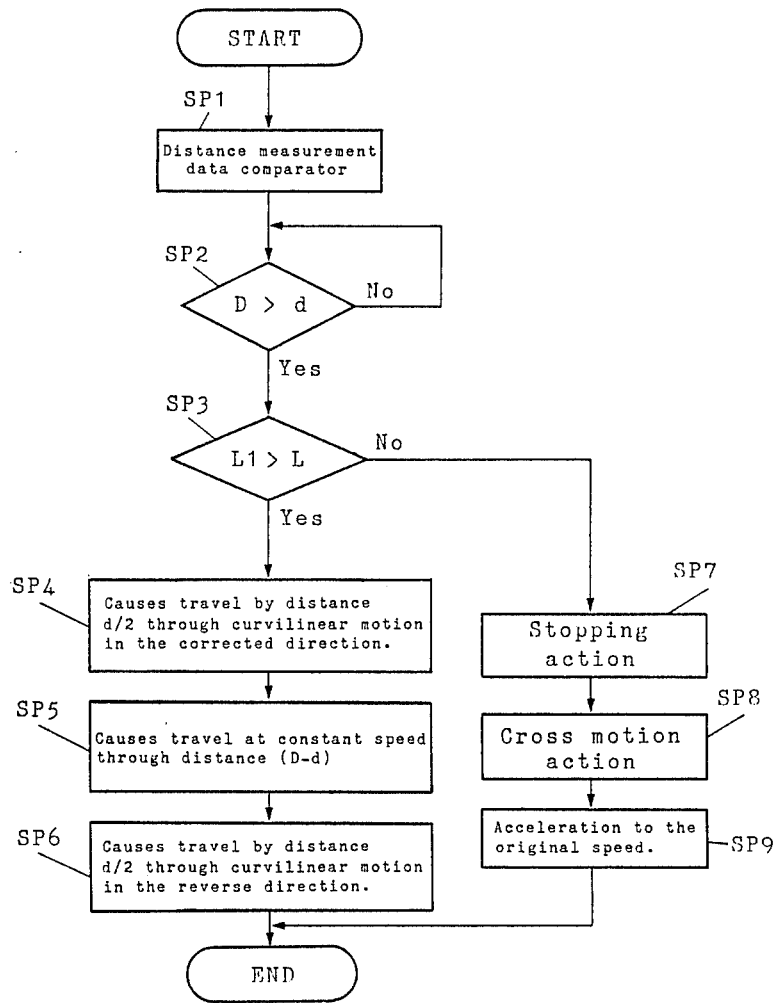 START
SP1
Distance measurement
data comparator
SP2
D > d
No
Yes
SP3
L1 > L
No
Yes
SP4
Causes travel by distance
d/2 through curvilinear motion
in the corrected direction.
SP5
Causes travel at constant speed
through distance (D-d)
SP6
Causes travel by distance
d/2 through curvilinear motion
in the reverse direction.
SP7
Stopping
action
SP8
Cross motion
action
Acceleration to the
original speed.
SP9
END